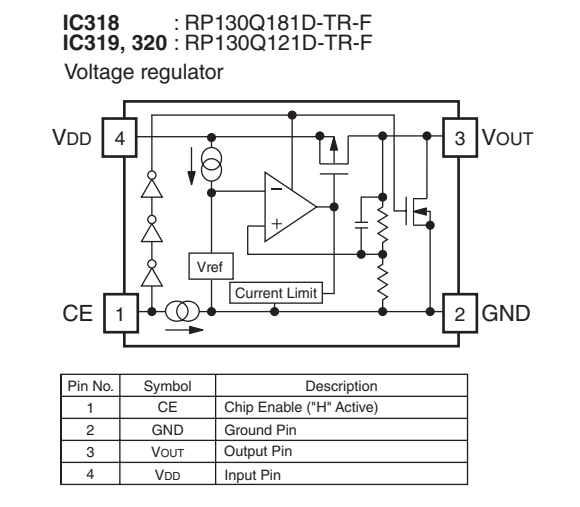 IC318 : RP130Q181D-TR-F
IC319, 320 : RP130Q121D-TR-F
Voltage regulator
VDD 4
3 VOUT
−
+
Vref
Current Limit
CE 1
2 GND
Pin No. Symbol Description
1 CE Chip Enable ("H" Active)
2 GND Ground Pin
3 VOUT Output Pin
4 VDD Input Pin